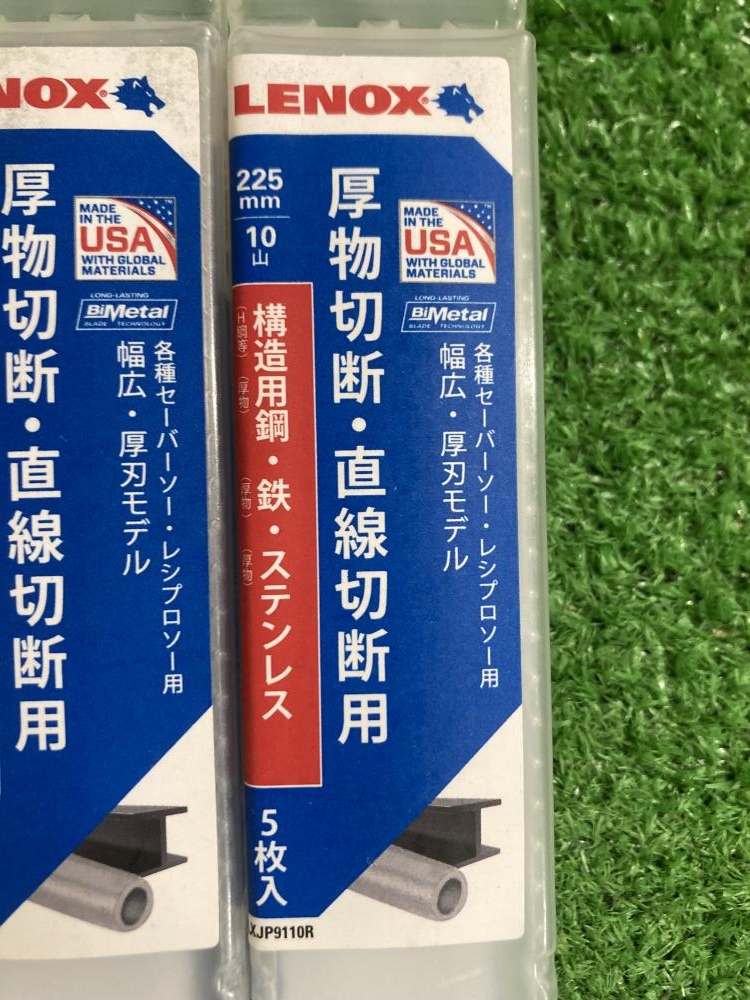 NOX
厚物切断・直線切断用
MADE
IN THE
USA
WITH GLOBAL
MATERIALS
LONG-LASTING
BiMetal
BLADE TECHNOLOGY
各種セーバーソー・レシプロソー用
幅広・厚刃モデル
LENOX
225
mm
10
山
厚物切断・直線切断用
MADE
IN THE
USA
WITH GLOBAL
MATERIALS
LONG-LASTING
BiMetal
BLADE TECHNOLOGY
各種セーバーソー・レシプロソー用
幅広・厚刃モデル
構造用鋼・鉄・ステンレス
(H鋼等) (厚物) (厚物) (厚物)
5枚入
XJP9110R